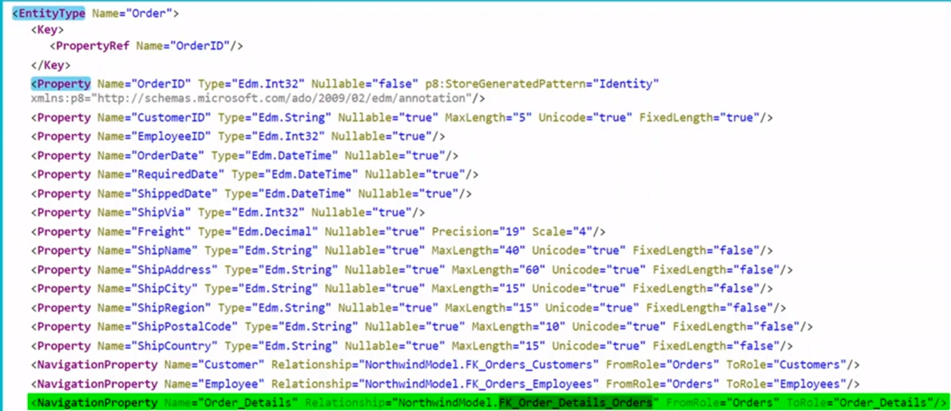 <EntityType Name="Order">
<Key>
<PropertyRef Name="OrderID"/>
</Key>
<Property Name="OrderID" Type="Edm.Int32" Nullable="false" p8:StoreGeneratedPattern="Identity"
xmlns:p8="http://schemas.microsoft.com/ado/2009/02/edm/annotation"/>
<Property Name="CustomerID" Type="Edm.String" Nullable="true" MaxLength="5" Unicode="true" FixedLength="true"/>
<Property Name="EmployeeID" Type="Edm.Int32" Nullable="true"/>
<Property Name="OrderDate" Type="Edm.DateTime" Nullable="true"/>
<Property Name="RequiredDate" Type="Edm.DateTime" Nullable="true"/>
<Property Name="ShippedDate" Type="Edm.DateTime" Nullable="true"/>
<Property Name="ShipVia" Type="Edm.Int32" Nullable="true"/>
<Property Name="Freight" Type="Edm.Decimal" Nullable="true" Precision="19" Scale="4"/>
<Property Name="ShipName" Type="Edm.String" Nullable="true" MaxLength="40" Unicode="true" FixedLength="false"/>
<Property Name="ShipAddress" Type="Edm.String" Nullable="true" MaxLength="60" Unicode="true" FixedLength="false"/>
<Property Name="ShipCity" Type="Edm.String" Nullable="true" MaxLength="15" Unicode="true" FixedLength="false"/>
<Property Name="ShipRegion" Type="Edm.String" Nullable="true" MaxLength="15" Unicode="true" FixedLength="false"/>
<Property Name="ShipPostalCode" Type="Edm.String" Nullable="true" MaxLength="10" Unicode="true" FixedLength="false"/>
<Property Name="ShipCountry" Type="Edm.String" Nullable="true" MaxLength="15" Unicode="true" FixedLength="false"/>
<NavigationProperty Name="Customer" Relationship="NorthwindModel.FK_Orders_Customers" FromRole="Orders" ToRole="Customers"/>
<NavigationProperty Name="Employee" Relationship="NorthwindModel.FK_Orders_Employees" FromRole="Orders" ToRole="Employees"/>
<NavigationProperty Name="Order_Details" Relationship="NorthwindModel.FK_Order_Details_Orders" FromRole="Orders" ToRole="Order_Details"/>